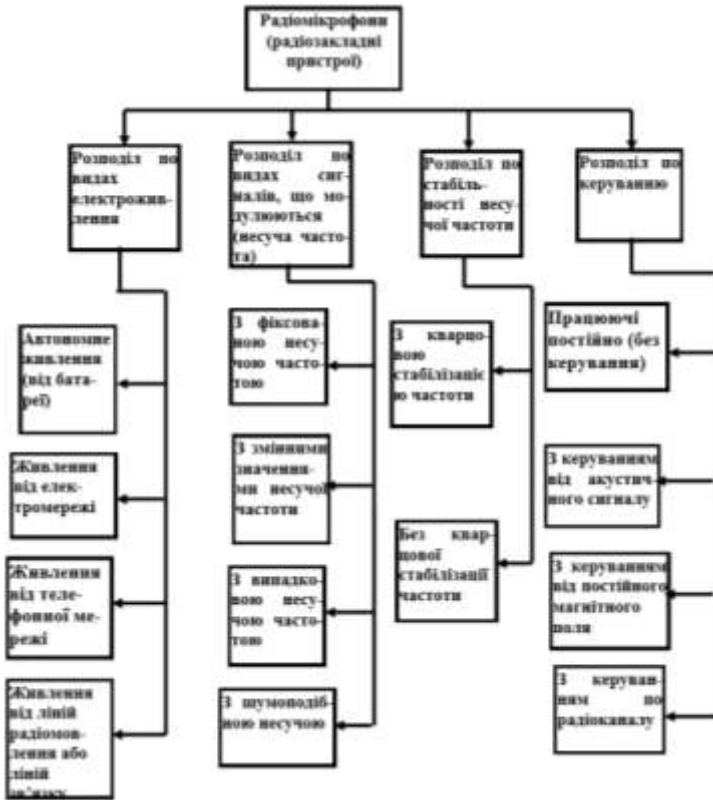 Радіомікрофони
(радіозакладні
пристрої)
Розподіл по
видах
електрожив-
лення
Розподіл по
видах сиг-
налів, що мо-
дулюються
(несуча часто-
та)
Розподіл по
стабіль-
ності несу-
чої частоти
Розподіл по
керуванню
Автономне
живлення
(від бата-
реї)
Живлення
від елек-
тромережі
Живлення
від теле-
фонної ме-
режі
Живлення
від ліній
радіомов-
лення або
ліній
зв'язку
З фіксова-
ною несу-
чою часто-
тою
З змінними
значення-
ми несучої
частоти
З випадко-
вою несу-
чою часто-
тою
З шумоподіб-
ною несучою
З кварцо-
вою
стабілізаціє
ю частоти
Без квар-
цової
стабілізації
частоти
Працюючі
постійно (без
керування)
З керуванням
від акустич-
ного сигналу
З керуванням
від постійного
магнітного
поля
З керуван-
ням по
радіоканалу